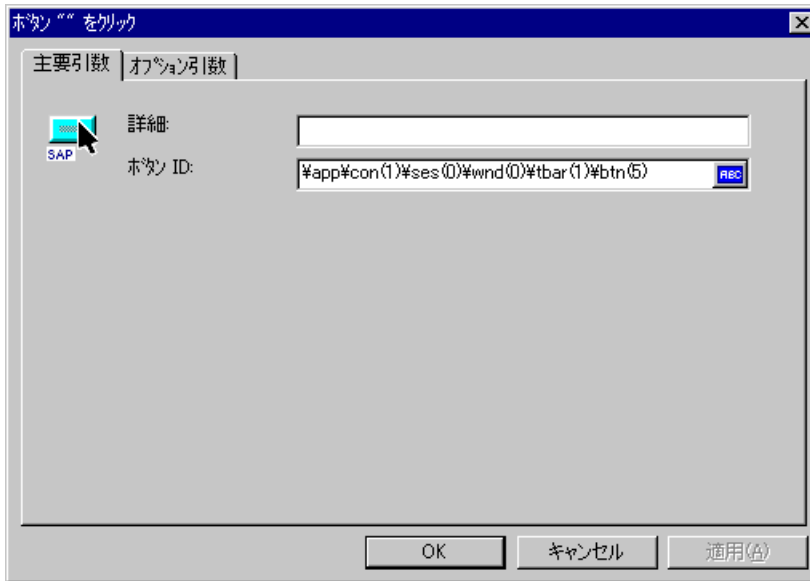 ﾎﾞﾀﾝ ““ をｸﾘｯｸ
主要引数 ｵﾌﾟｼｮﾝ引数
詳細:
SAP
ﾎﾞﾀﾝ ID: ¥app¥con(1)¥ses(0)¥wnd(0)¥tbar(1)¥btn(5) ABC
OK キャンセル 適用(A)